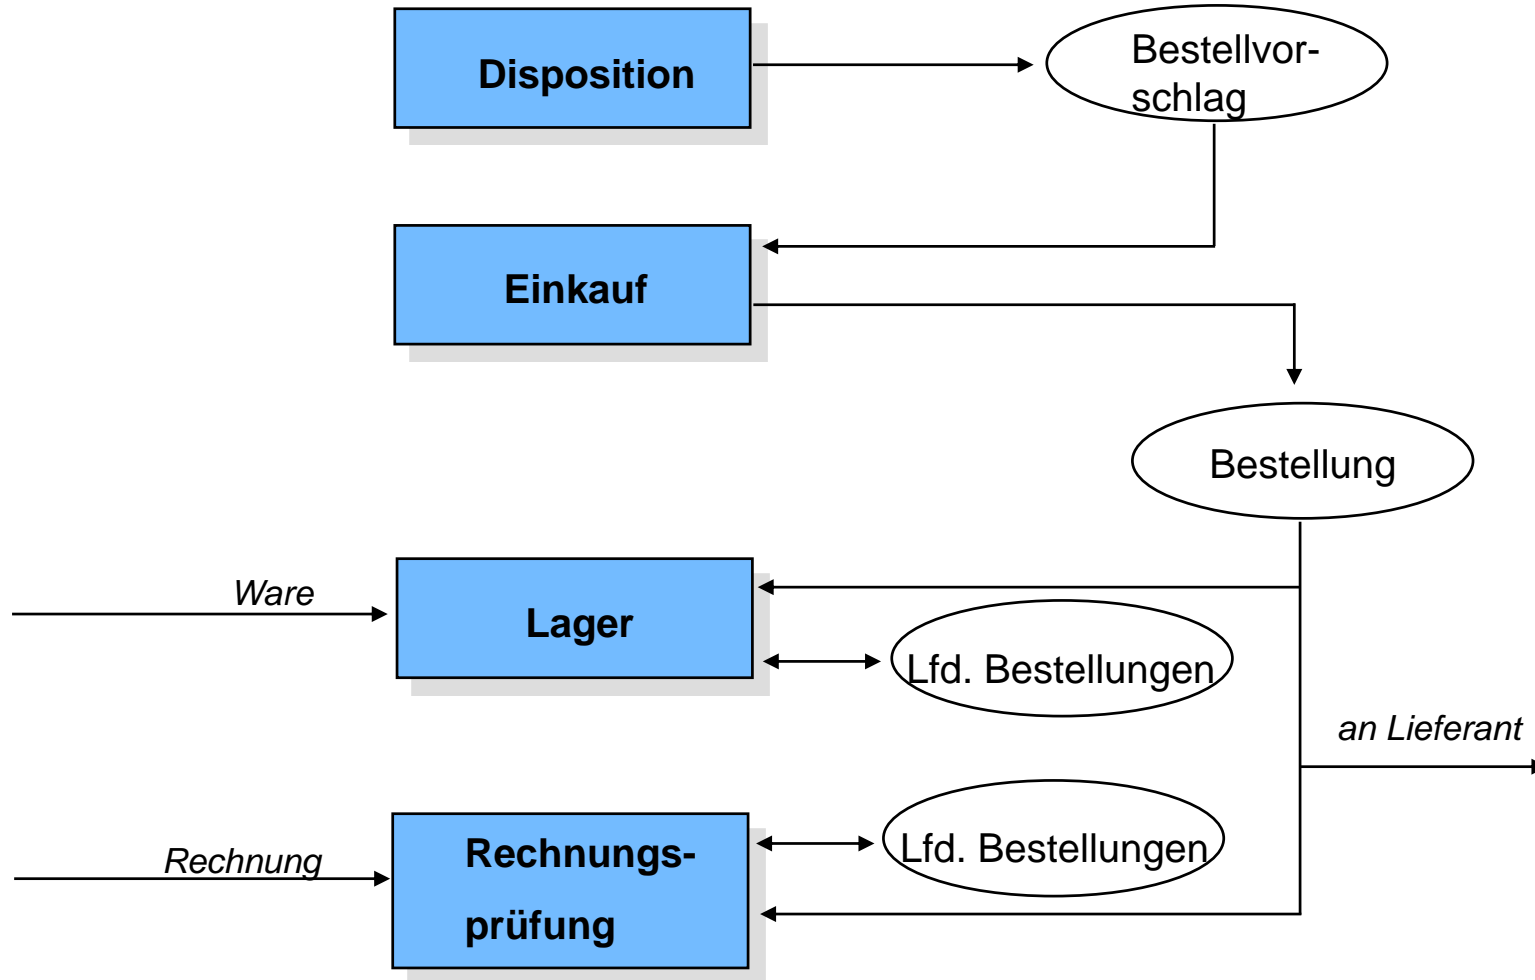 Disposition
Bestellvor-
schlag
Einkauf
Bestellung
Ware
Lager
Lfd. Bestellungen
an Lieferant
Rechnung
Rechnungs-
prüfung
Lfd. Bestellungen